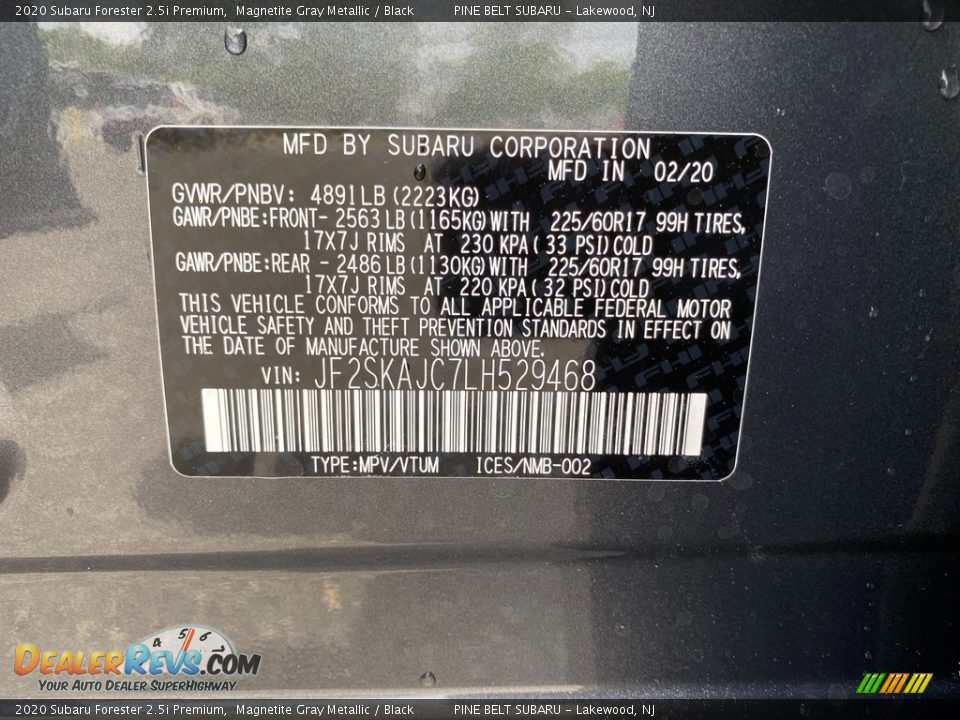 2020 Subaru Forester 2.5i Premium, Magnetite Gray Metallic / Black PINE BELT SUBARU - Lakewood, NJ
MFD BY SUBARU CORPORATION
MFD IN 02/20
GVWR/PNBV: 4891LB(2223KG)
GAWR/PNBE:FRONT- 2563 LB(1165KG)WITH 225/60R17 99H TIRES,
17X7J RIMS AT 230 KPA( 33 PSI)COLD
GAWR/PNBE:REAR - 2486 LB(1130KG)WITH 225/60R17 99H TIRES,
17X7J RIMS AT 220 KPA( 32 PSI)COLD
THIS VEHICLE CONFORMS TO ALL APPLICABLE FEDERAL MOTOR
VEHICLE SAFETY AND THEFT PREVENTION STANDARDS IN EFFECT ON
THE DATE OF MANUFACTURE SHOWN ABOVE.
VIN: JF2SKAJC7LH529468
TYPE:MPV/VTUM ICES/NMB-002
4 5 6 7
DEALERREVS.COM
YOUR AUTO DEALER SUPERHIGHWAY
2020 Subaru Forester 2.5i Premium, Magnetite Gray Metallic / Black PINE BELT SUBARU - Lakewood, NJ